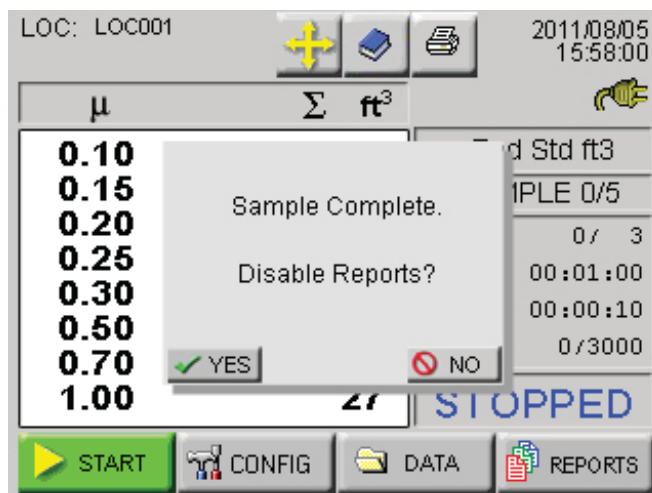 LOC: LOC001
2011/08/05
15:58:00
μ Σ ft³
0.10
0.15
0.20
0.25
0.30
0.50
0.70
1.00 27
Std ft3
0/5
0/ 3
00:01:00
00:00:10
0/3000
STOPPED
Sample Complete.
Disable Reports?
YES NO
START CONFIG DATA REPORTS